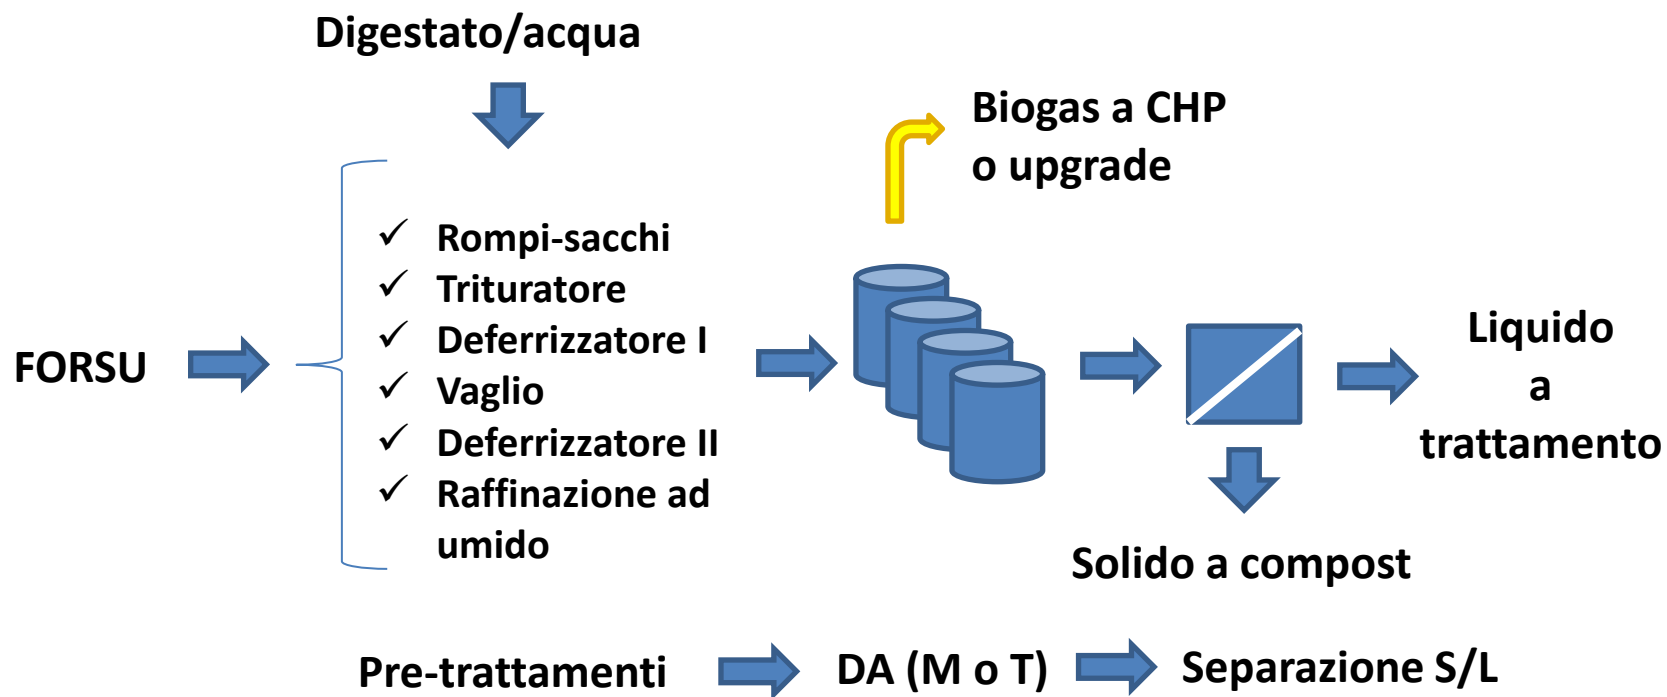 Digestato/acqua
Biogas a CHP
o upgrade
FORSU
Rompi-sacchi
Trituratore
Deferrizzatore I
Vaglio
Deferrizzatore II
Raffinazione ad
umido
Liquido
a
trattamento
Solido a compost
Pre-trattamenti
DA (M o T)
Separazione S/L